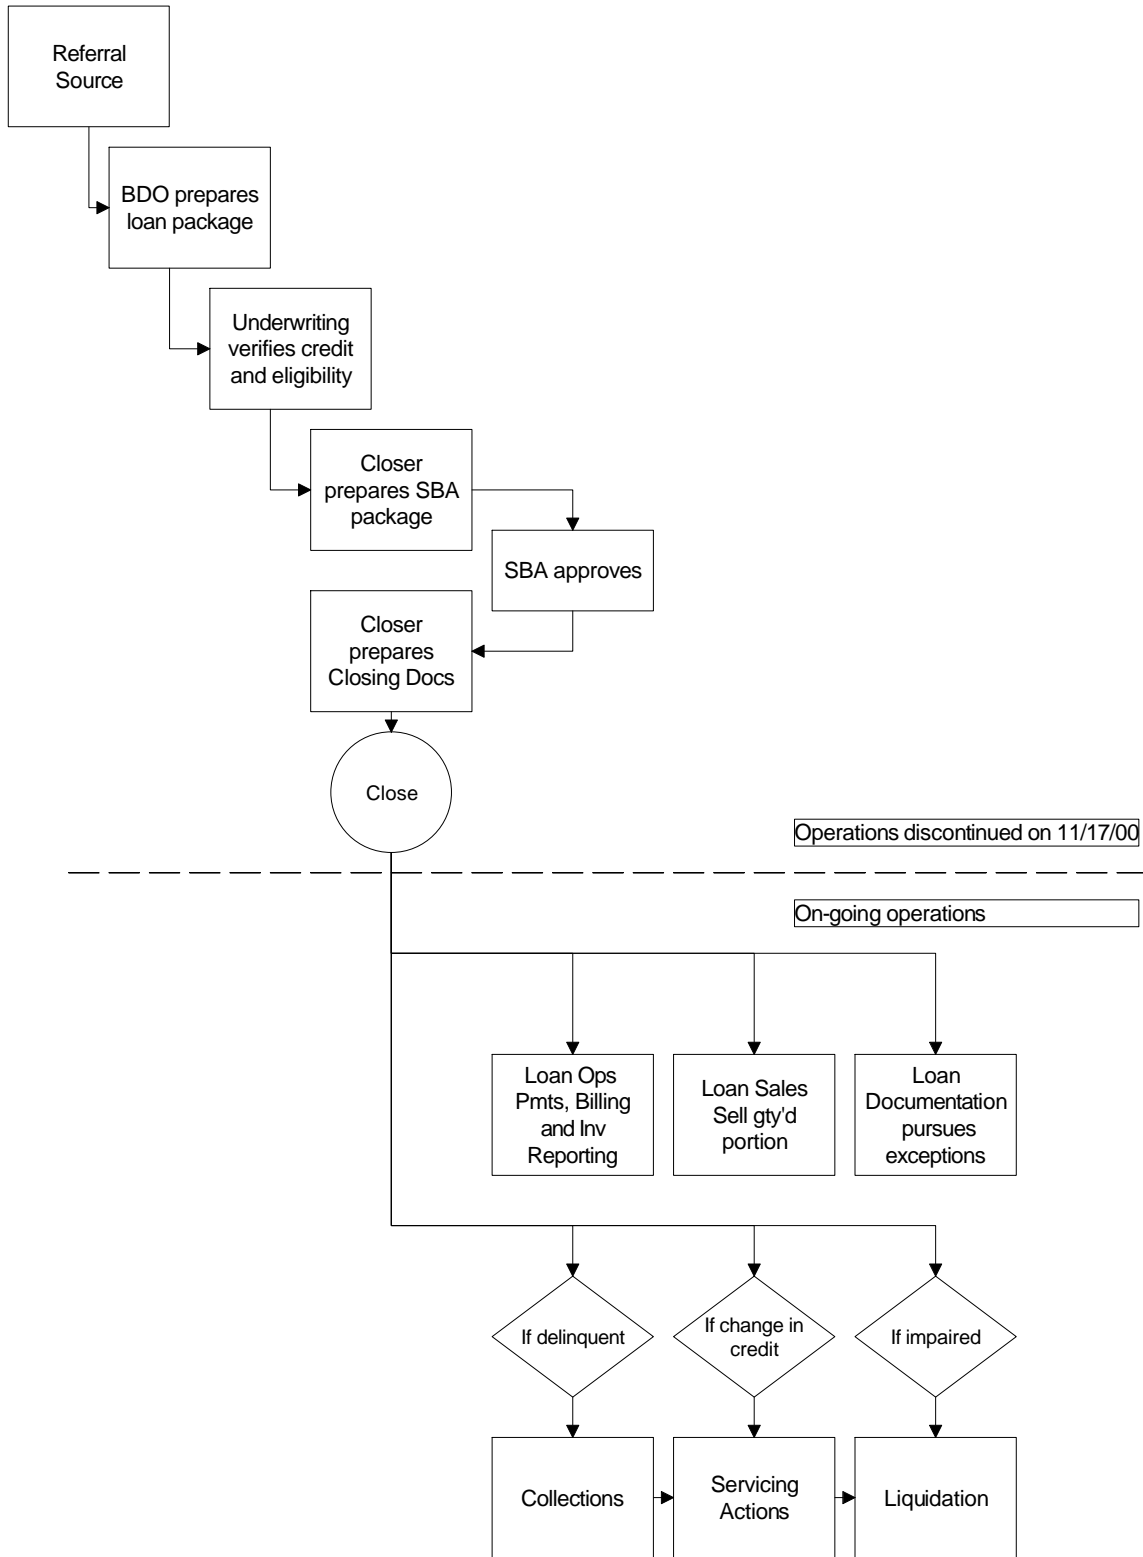 Referral
Source
BDO prepares
loan package
Underwriting
verifies credit
and eligibility
Closer
prepares SBA
package
SBA approves
Closer
prepares
Closing Docs
Close
Operations discontinued on 11/17/00
On-going operations
Loan Ops
Pmts, Billing
and Inv
Reporting
Loan Sales
Sell gty'd
portion
Loan
Documentation
pursues
exceptions
If delinquent
If change in
credit
If impaired
Collections
Servicing
Actions
Liquidation